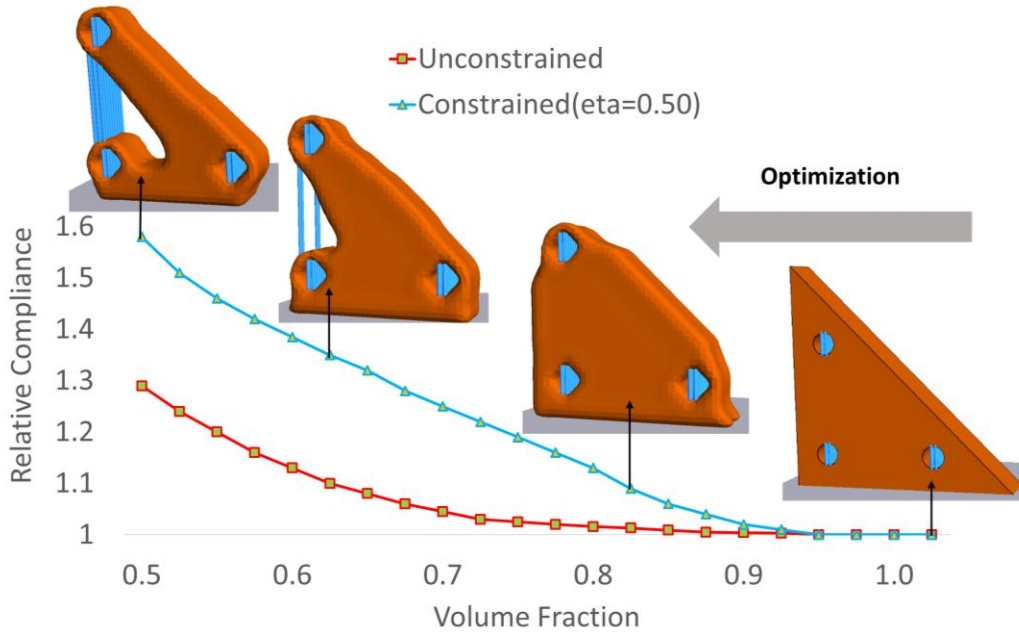 Unconstrained
Constrained(eta=0.50)
Optimization
Relative Compliance
1.6
1.5
1.4
1.3
1.2
1.1
1
0.5
0.6
0.7
0.8
0.9
1.0
Volume Fraction